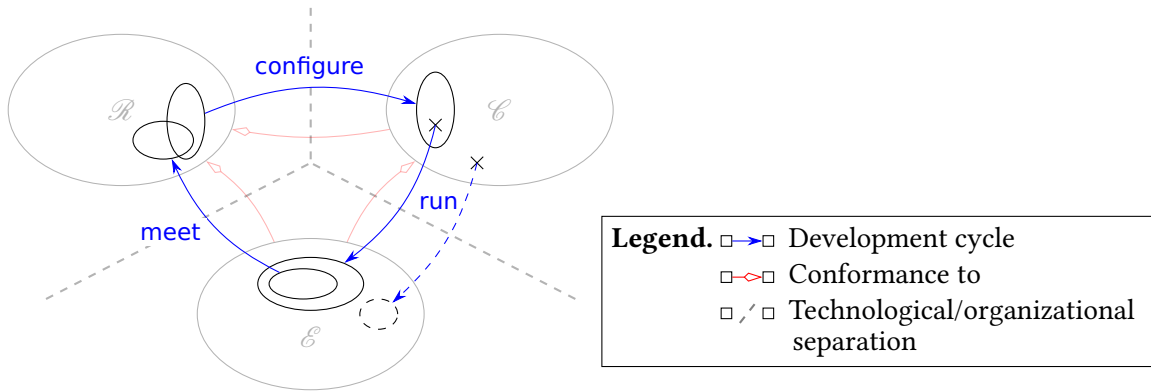 configure
ℛ
𝒞
run
meet
ℰ
Legend. Development cycle
Conformance to
Technological/organizational
separation